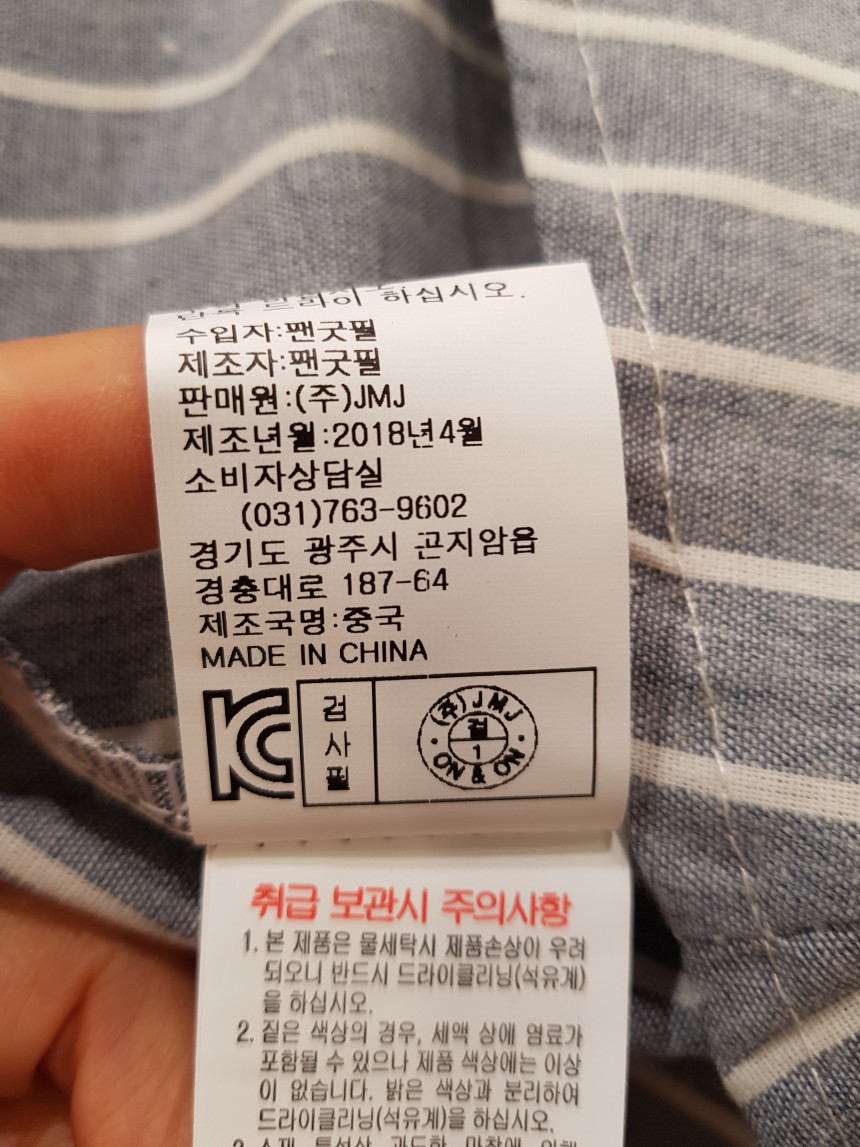 하십시오.
수입자:팬굿필
제조자:팬굿필
판매원:(주)JMJ
제조년월:2018년4월
소비자상담실
(031)763-9602
경기도 광주시 곤지암읍
경충대로 187-64
제조국명:중국
MADE IN CHINA
검
사
필
(주)JMJ
검
1
ON & ON
취급 보관시 주의사항
1. 본 제품은 물세탁시 제품손상이 우려
되오니 반드시 드라이클리닝(석유계)
을 하십시오.
2. 짙은 색상의 경우, 세액 상에 염료가
포함될 수 있으나 제품 색상에는 이상
이 없습니다. 밝은 색상과 분리하여
드라이클리닝(석유계)을 하십시오.